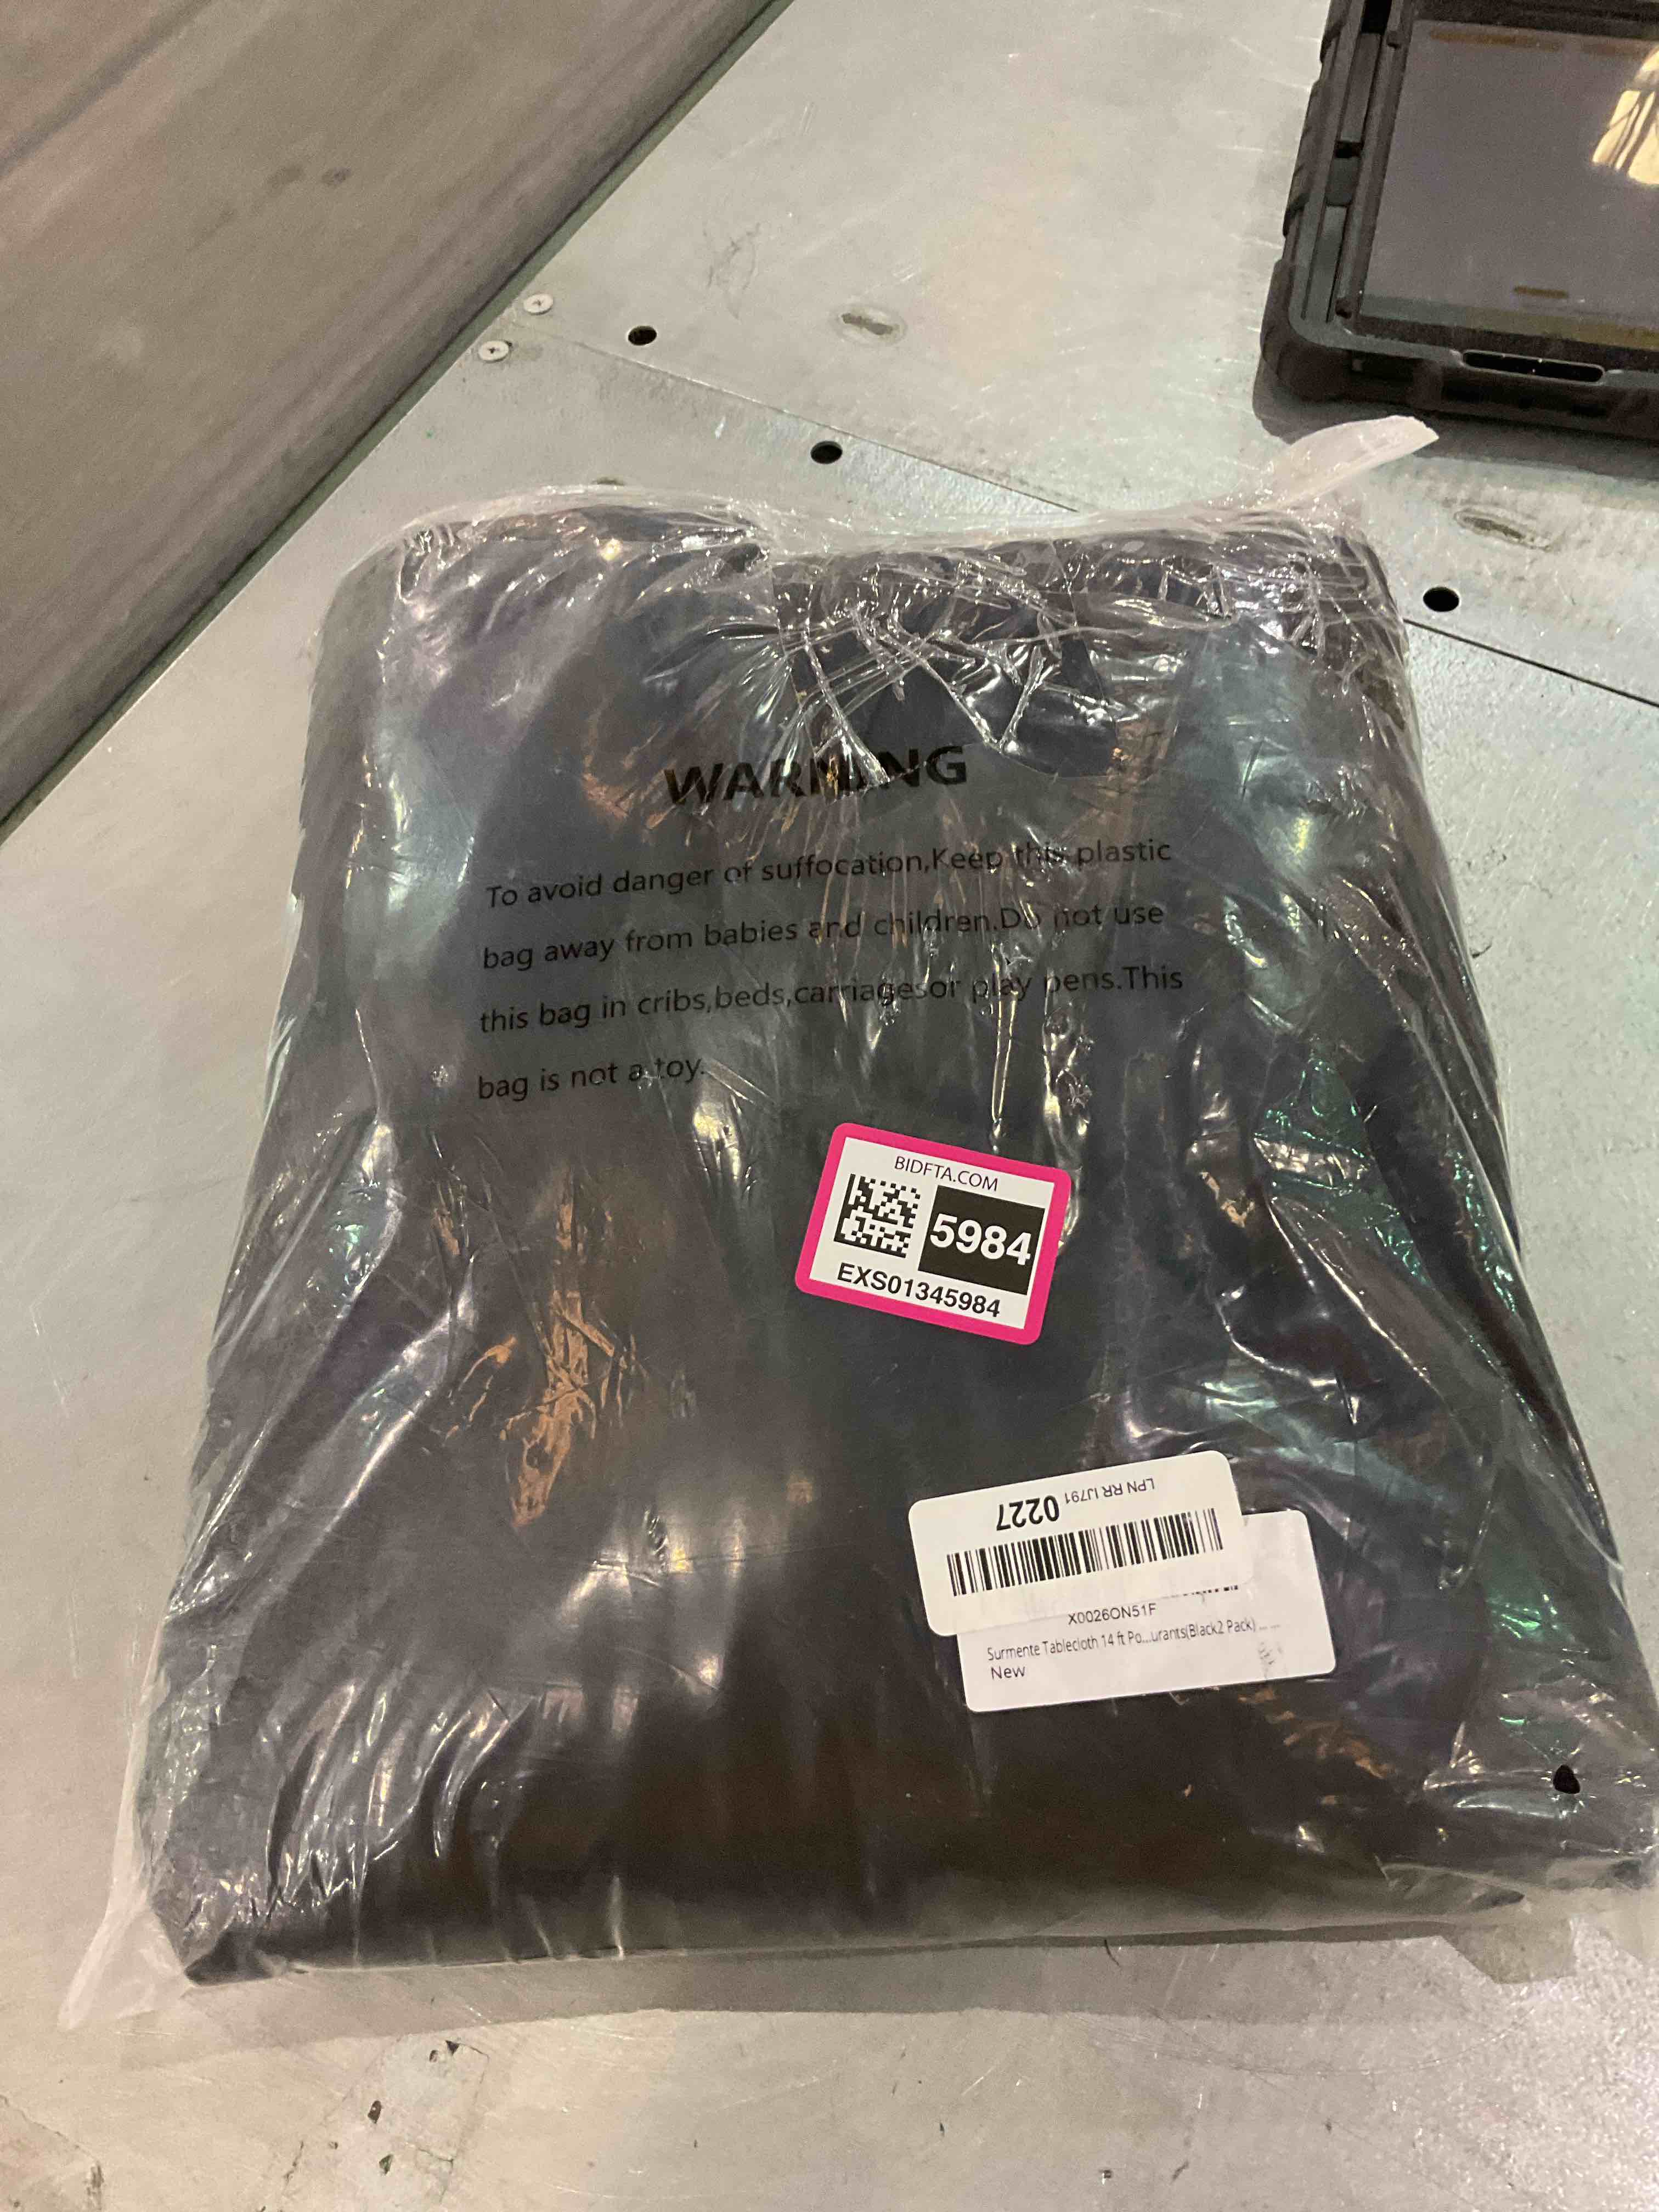 WARNING
To avoid danger of suffocation,Keep this plastic
bag away from babies and children.Do not use
this bag in cribs,beds,carriagesor play pens.This
bag is not a toy.
BIDFTA.COM
5984
EXS01345984
LPN RR IJ791 0227
X0026ON51F
Surmente Tablecloth 14 ft Po...urants(Black2 Pack) ... ...
New